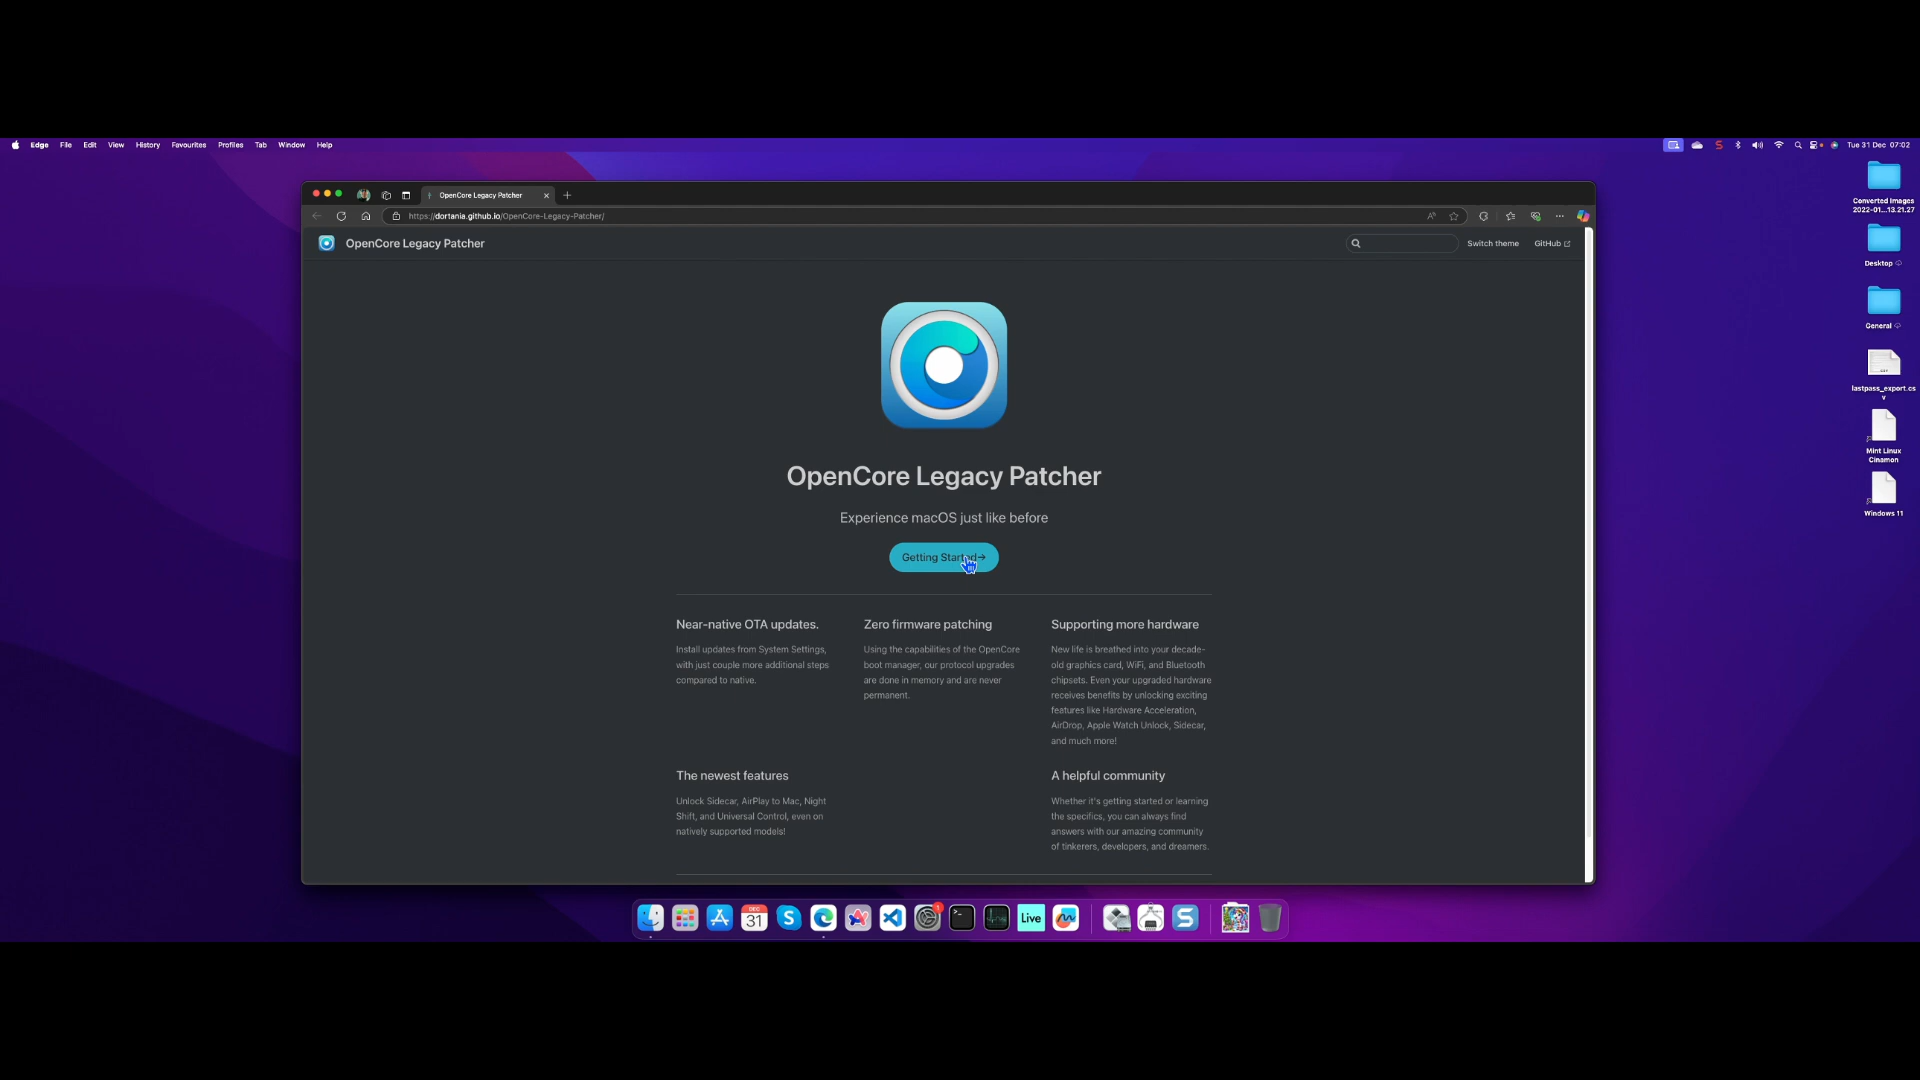 Edge File Edit View History Favourites Profiles Tab Window Help
Tue 31 Dec 07:02
OpenCore Legacy Patcher
https://dortania.github.io/OpenCore-Legacy-Patcher/
OpenCore Legacy Patcher
Switch theme
GitHub
OpenCore Legacy Patcher
Experience macOS just like before
Getting Started→
Near-native OTA updates.
Install updates from System Settings,
with just couple more additional steps
compared to native.
Zero firmware patching
Using the capabilities of the OpenCore
boot manager, our protocol upgrades
are done in memory and are never
permanent.
Supporting more hardware
New life is breathed into your decade-
old graphics card, WiFi, and Bluetooth
chipsets. Even your upgraded hardware
receives benefits by unlocking exciting
features like Hardware Acceleration,
AirDrop, Apple Watch Unlock, Sidecar,
and much more!
The newest features
Unlock Sidecar, AirPlay to Mac, Night
Shift, and Universal Control, even on
natively supported models!
A helpful community
Whether it's getting started or learning
the specifics, you can always find
answers with our amazing community
of tinkerers, developers, and dreamers.
Converted Images
2022-01...13.21.27
Desktop
General
lastpass_export.cs
v
Mint Linux
Cinamon
Windows 11
DEC
31
1
Live